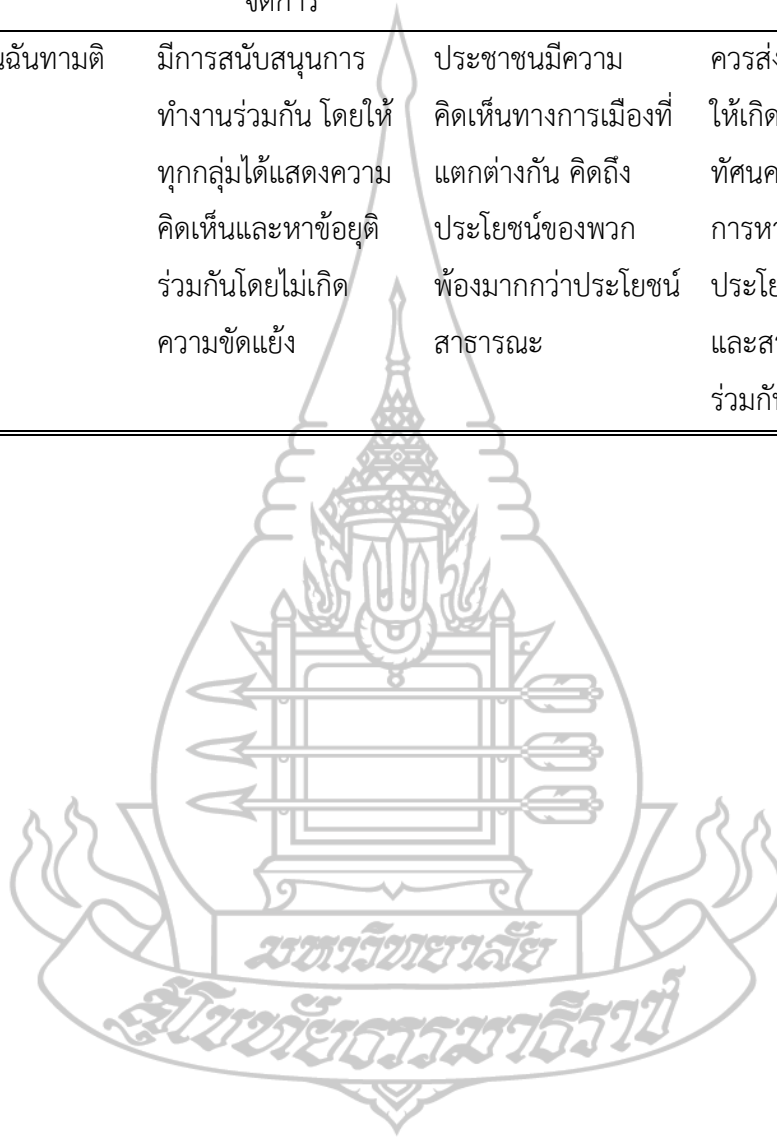 จัดการ
นฉันทามติ
มีการสนับสนุนการ
ทำงานร่วมกัน โดยให้
ทุกกลุ่มได้แสดงความ
คิดเห็นและหาข้อยุติ
ร่วมกันโดยไม่เกิด
ความขัดแย้ง
ประชาชนมีความ
คิดเห็นทางการเมืองที่
แตกต่างกัน คิดถึง
ประโยชน์ของพวก
พ้องมากกว่าประโยชน์
สาธารณะ
ควรส่ง
ให้เกิด
ทัศนค
การหา
ประโย
ร่วมกัน
มหาวิทยาลัย
สุโขทัยธรรมาธิราช